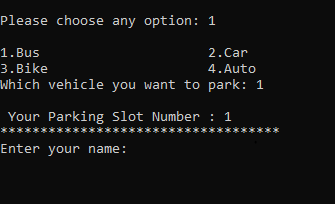 Please choose any option: 1
1.Bus 2.Car
3.Bike 4.Auto
Which vehicle you want to park: 1
Your Parking Slot Number : 1
***********************************
Enter your name: